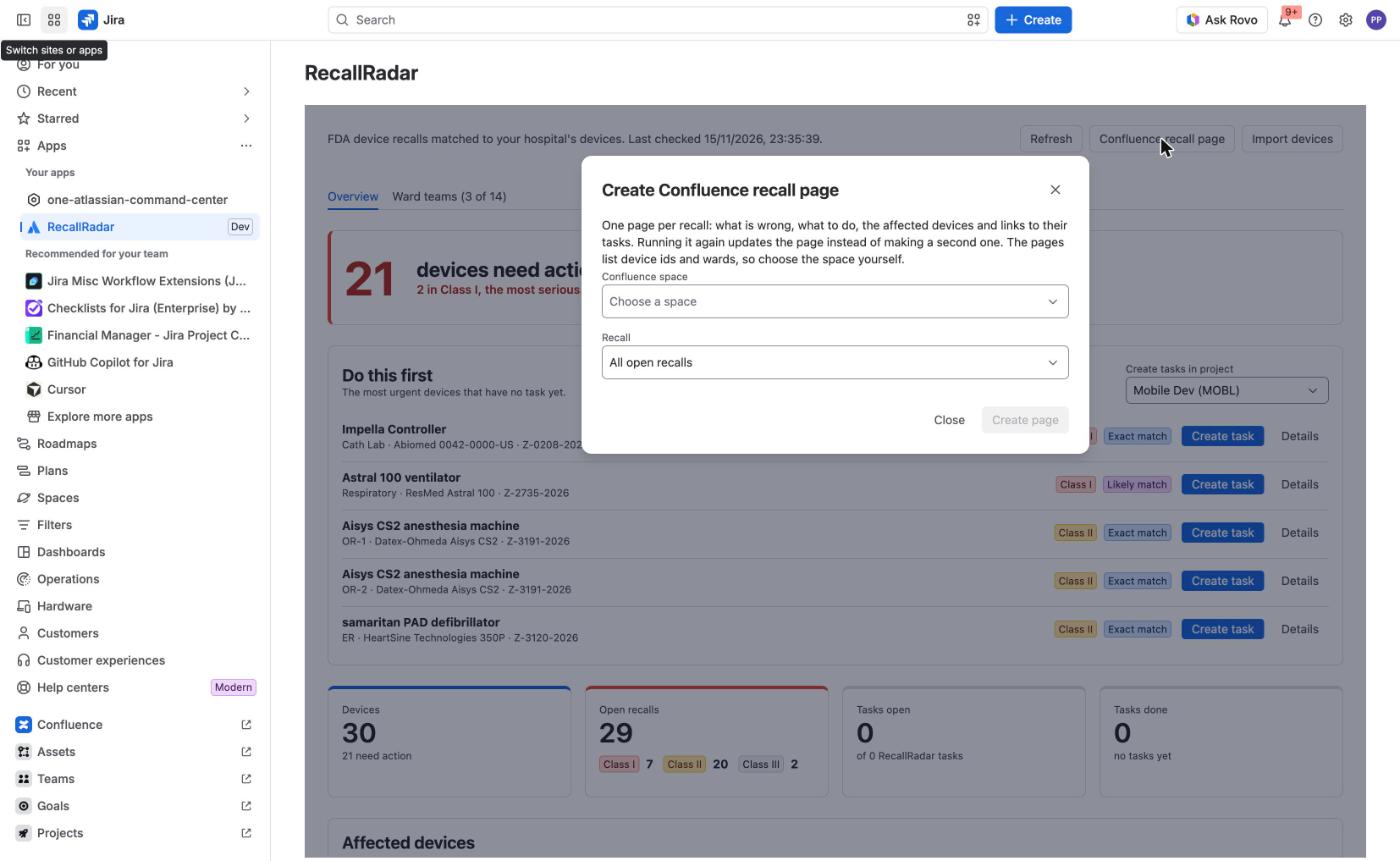 Jira
Search
Create
Ask Rovo
9+
PP
Switch sites or apps
For you
Recent
Starred
Apps
Your apps
one-atlassian-command-center
RecallRadar
Dev
Recommended for your team
Jira Misc Workflow Extensions (J...
Checklists for Jira (Enterprise) by ...
Financial Manager - Jira Project C...
GitHub Copilot for Jira
Cursor
Explore more apps
Roadmaps
Plans
Spaces
Filters
Dashboards
Operations
Hardware
Customers
Customer experiences
Help centers
Modern
Confluence
Assets
Teams
Goals
Projects
RecallRadar
FDA device recalls matched to your hospital's devices. Last checked 15/11/2026, 23:35:39.
Refresh
Confluence recall page
Import devices
Overview
Ward teams (3 of 14)
21
devices need acti
2 in Class I, the most serious
Create Confluence recall page
One page per recall: what is wrong, what to do, the affected devices and links to their
tasks. Running it again updates the page instead of making a second one. The pages
list device ids and wards, so choose the space yourself.
Confluence space
Choose a space
Recall
All open recalls
Close
Create page
Do this first
The most urgent devices that have no task yet.
Create tasks in project
Mobile Dev (MOBL)
Impella Controller
Cath Lab · Abiomed 0042-0000-US · Z-0208-202
Exact match
Create task
Details
Astral 100 ventilator
Respiratory · ResMed Astral 100 · Z-2735-2026
Class I
Likely match
Create task
Details
Aisys CS2 anesthesia machine
OR-1 · Datex-Ohmeda Aisys CS2 · Z-3191-2026
Class II
Exact match
Create task
Details
Aisys CS2 anesthesia machine
OR-2 · Datex-Ohmeda Aisys CS2 · Z-3191-2026
Class II
Exact match
Create task
Details
samaritan PAD defibrillator
ER · HeartSine Technologies 350P · Z-3120-2026
Class II
Exact match
Create task
Details
Devices
30
21 need action
Open recalls
29
Class I 7 Class II 20 Class III 2
Tasks open
0
of 0 RecallRadar tasks
Tasks done
0
no tasks yet
Affected devices